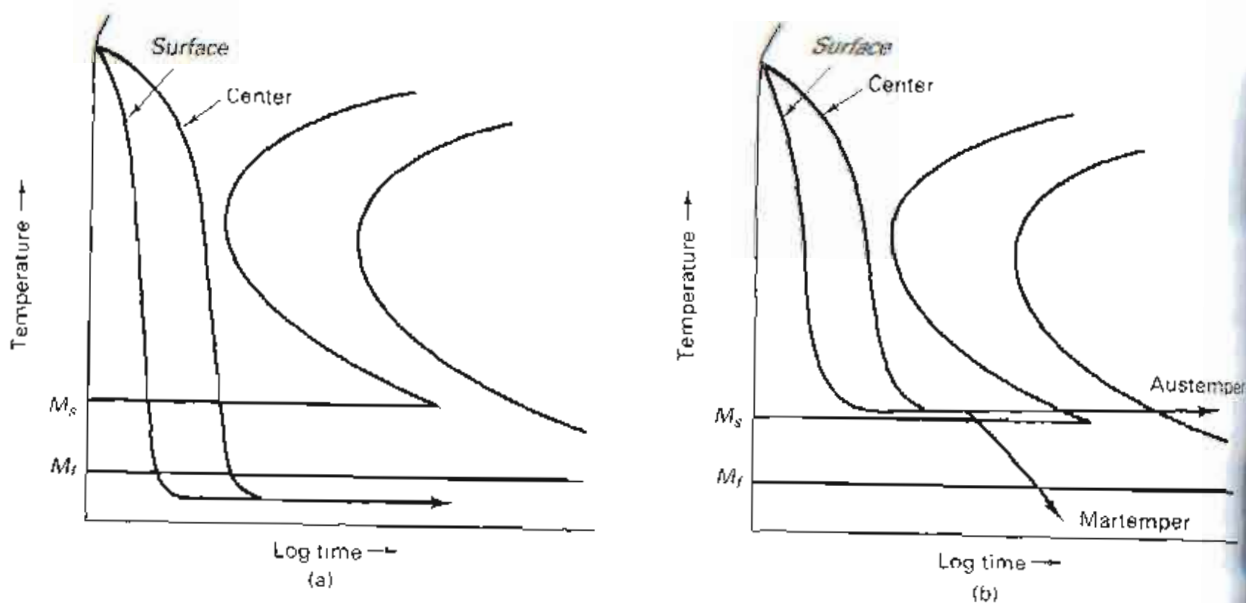 Surface
Center
Temperature
Ms
Mf
Log time
(a)
Surface
Center
Temperature
Austemper
Ms
Mf
Martemper
Log time
(b)